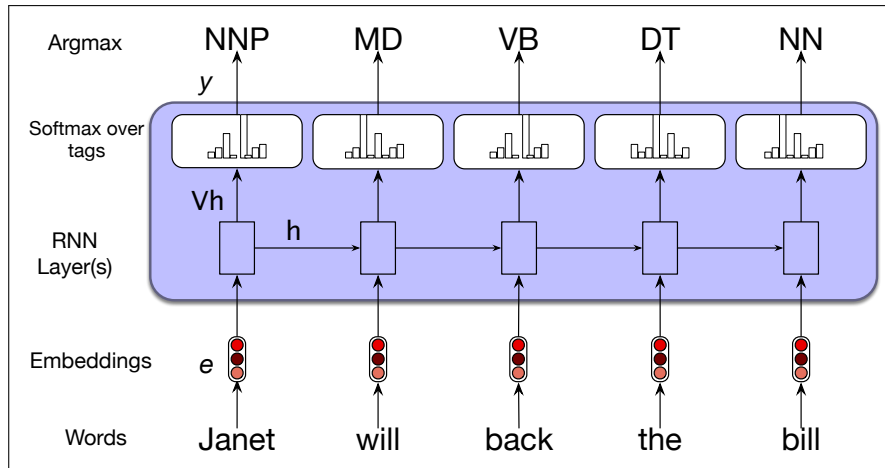 Argmax NNP MD VB DT NN
y
Softmax over
tags
Vh
h
RNN
Layer(s)
Embeddings e
Words Janet will back the bill